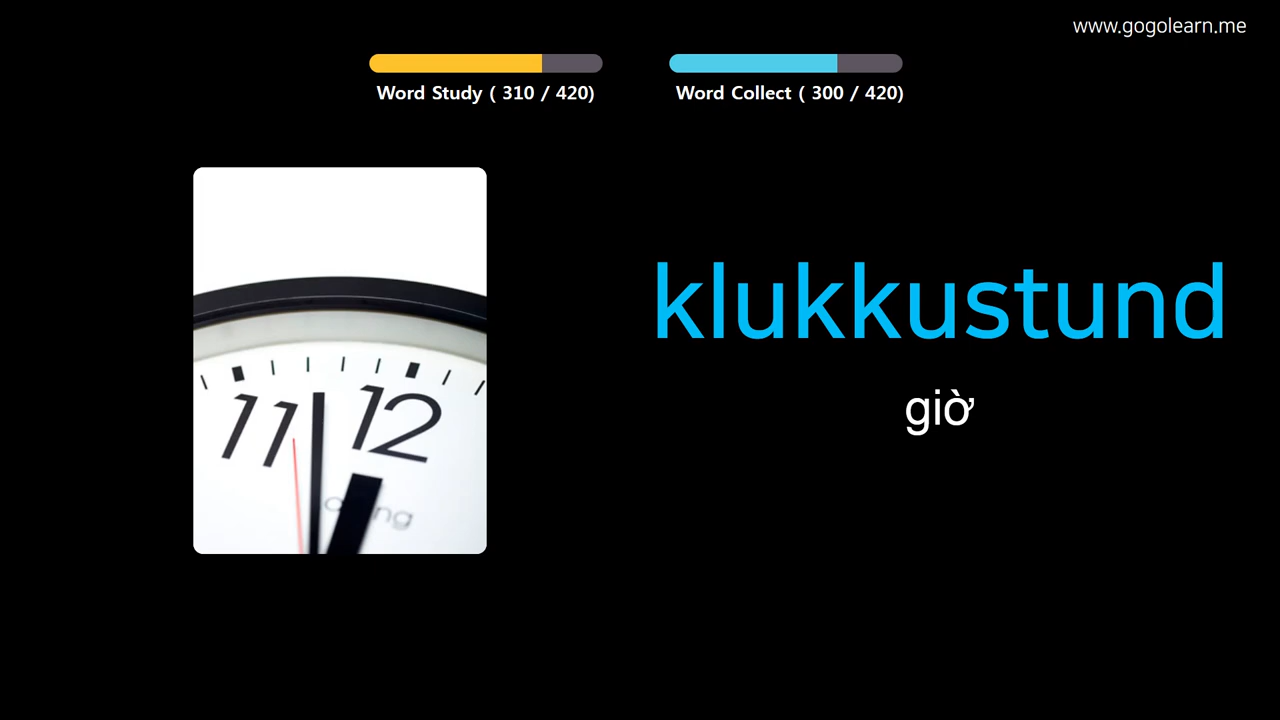 www.gogolearn.me
Word Study ( 310 / 420)
Word Collect ( 300 / 420)
klukkustund
giờ
11
12